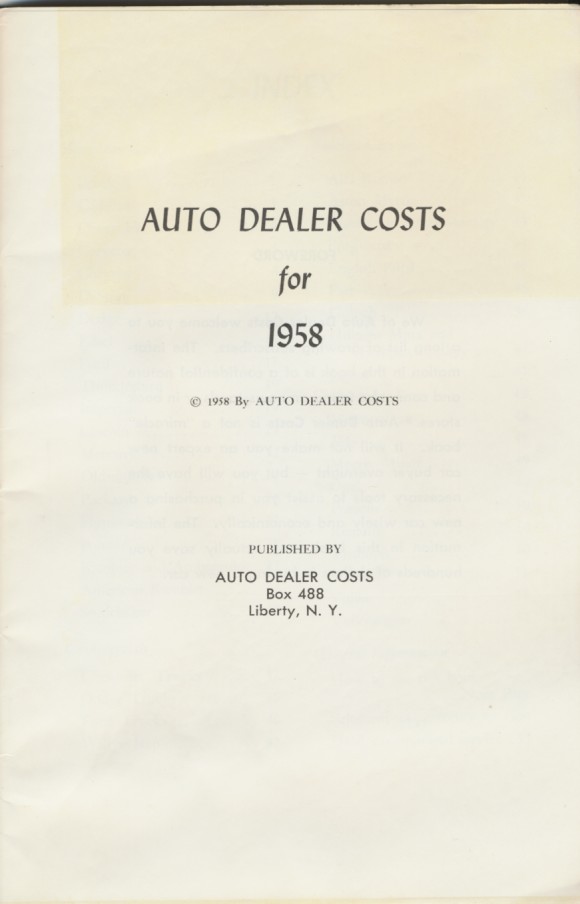 AUTO DEALER COSTS
for
1958
© 1958 By AUTO DEALER COSTS
PUBLISHED BY
AUTO DEALER COSTS
Box 488
Liberty, N. Y.